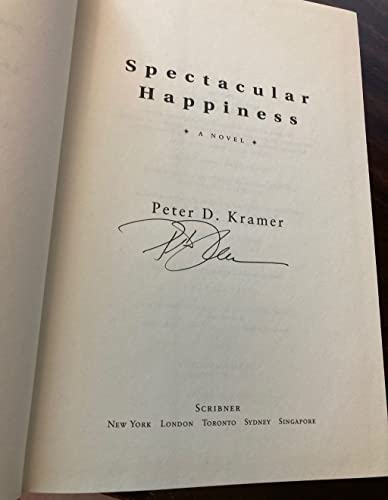 Spectacular
Happiness
A NOVEL
Peter D. Kramer
SCRIBNER
NEW YORK LONDON TORONTO SYDNEY SINGAPORE